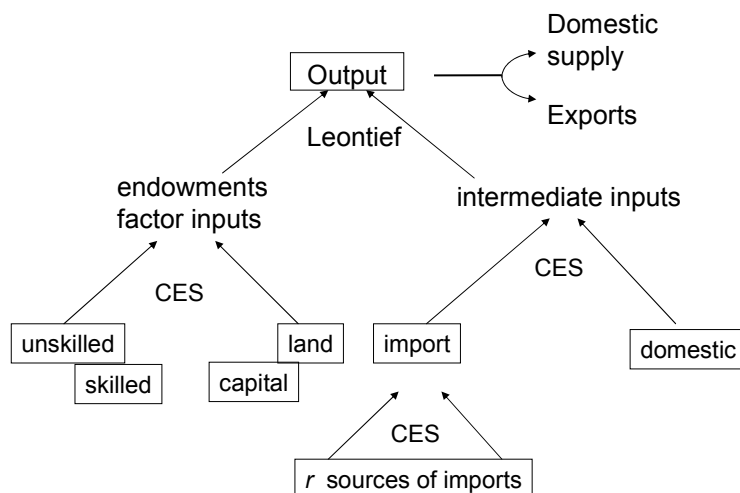 Domestic
supply
Output
Exports
Leontief
endowments
factor inputs
intermediate inputs
CES
CES
unskilled
land
import
domestic
skilled
capital
CES
r sources of imports